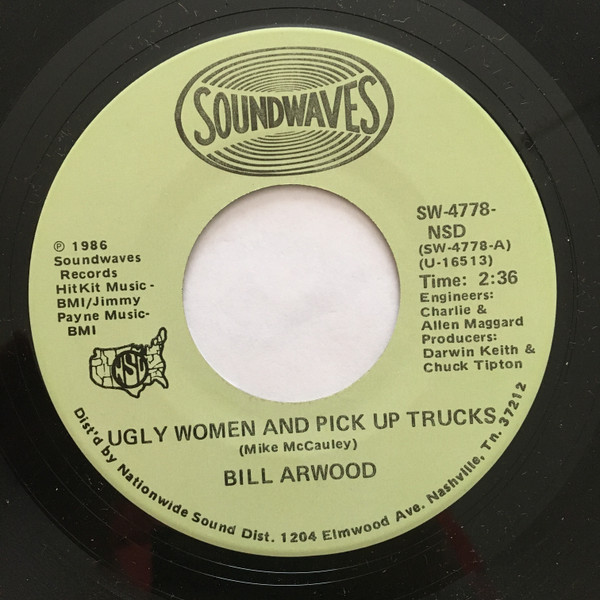 SOUNDWAVES
SW-4778-
NSD
(SW-4778-A)
(U-16513)
Time: 2:36
Engineers:
Charlie &
Allen Maggard
Producers:
Darwin Keith &
Chuck Tipton
℗ 1986
Soundwaves
Records
HitKit Music-
BMI/Jimmy
Payne Music-
BMI
NSD
UGLY WOMEN AND PICK UP TRUCKS
(Mike McCauley)
BILL ARWOOD
Dist'd by Nationwide Sound Dist. 1204 Elmwood Ave. Nashville, Tn. 37212